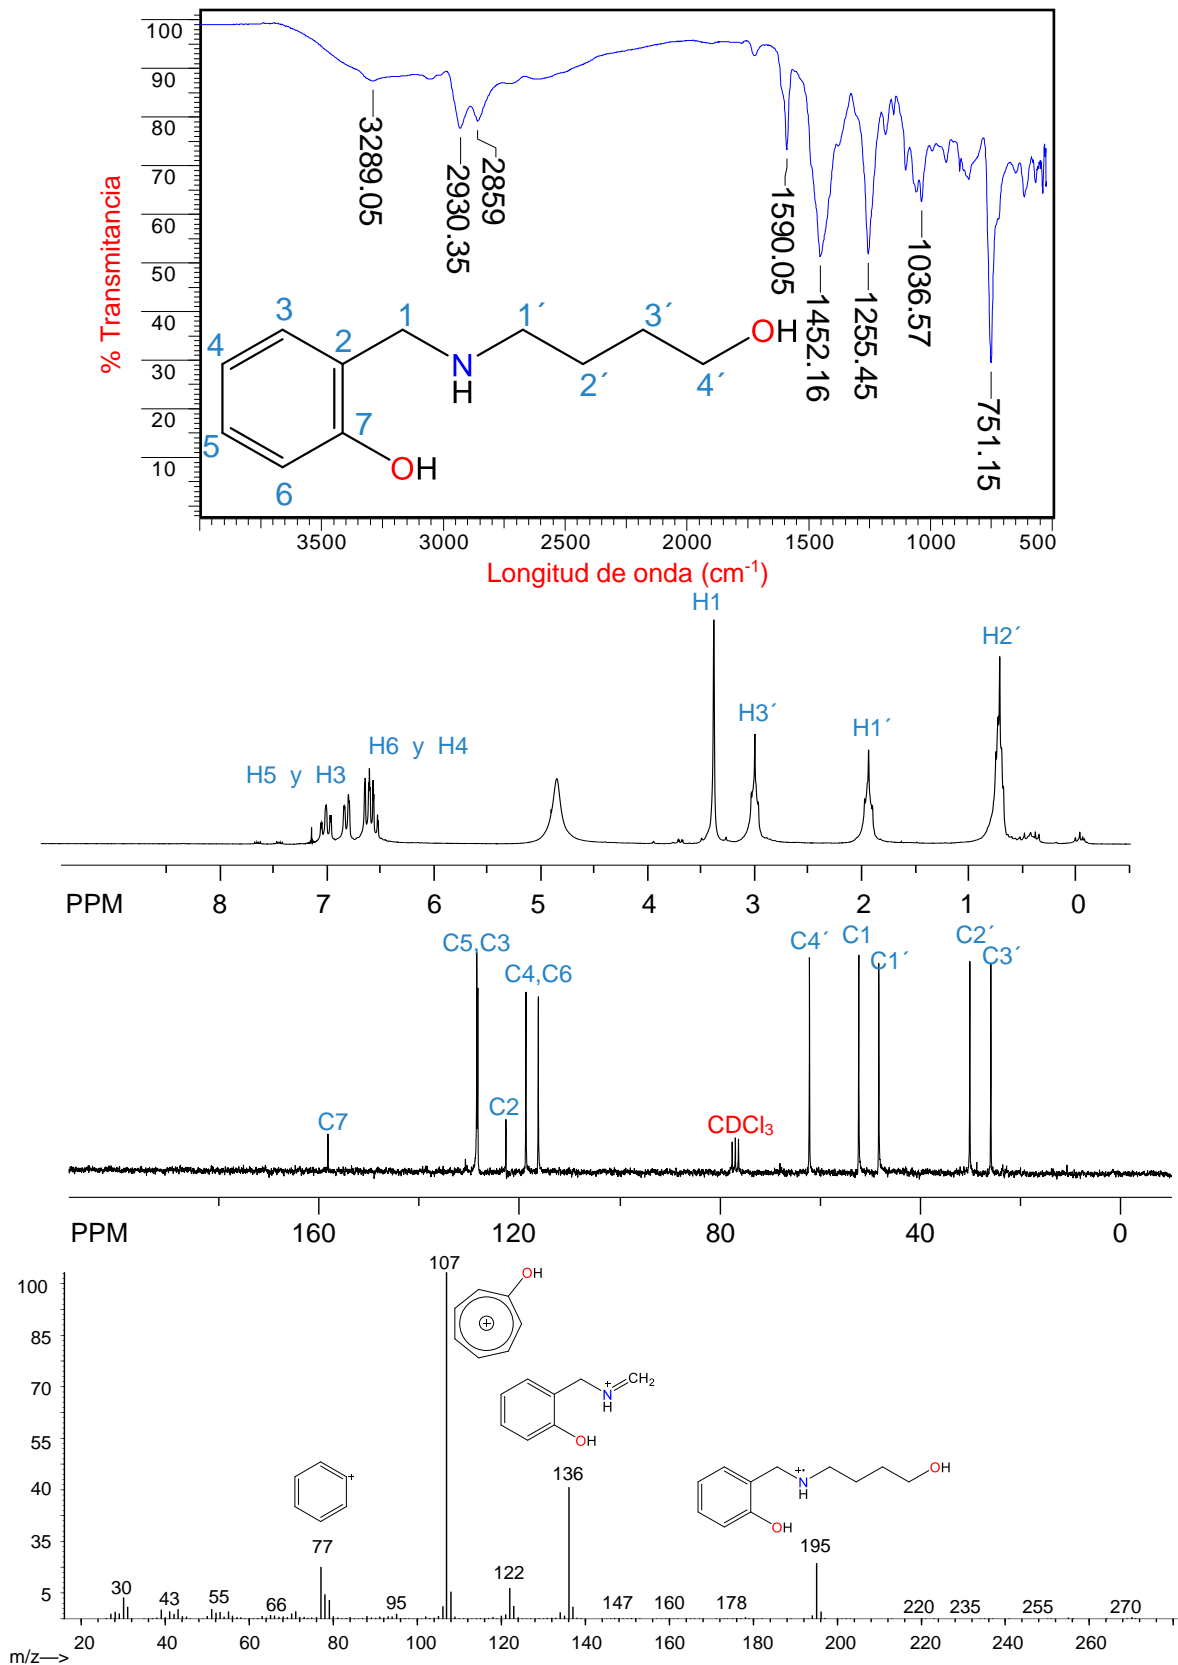 100
90
80
70
60
50
40
30
20
10
% Transmitancia
3289.05
2930.35
2859
1590.05
1452.16
1255.45
1036.57
751.15
3
1
1´
3´
OH
4
2
N
H
2´
4´
5
7
OH
6
3500 3000 2500 2000 1500 1000 500
Longitud de onda (cm-1)
H1
H2´
H3´
H1´
H6 y H4
H5 y H3
PPM 8 7 6 5 4 3 2 1 0
C5,C3
C4,C6
C4´
C1
C1´
C2´
C3´
C7
C2
CDCl3
PPM 160 120 80 40 0
100
85
70
55
40
35
5
107
OH
+
+
N
H
CH2
OH
136
+
77
+.
N
H
OH
OH
195
30 43 55 66 95 122 147 160 178 220 235 255 270
20 40 60 80 100 120 140 160 180 200 220 240 260
m/z—>